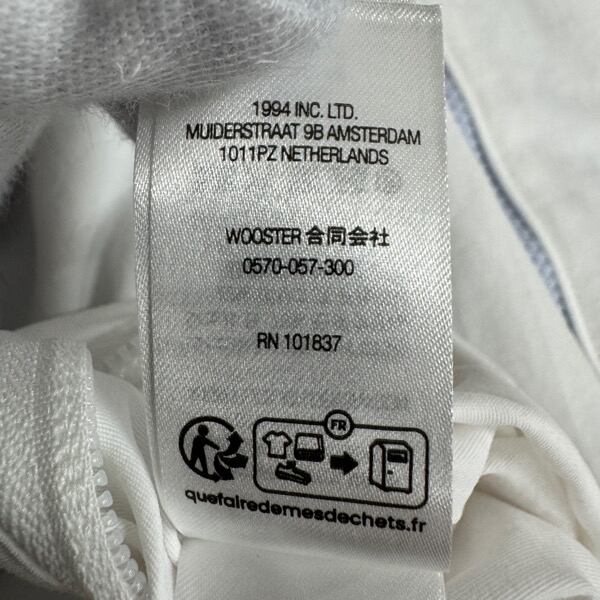 1994 INC. LTD.
MUIDERSTRAAT 9B AMSTERDAM
1011PZ NETHERLANDS
WOOSTER 合同会社
0570-057-300
RN 101837
FR
quefairedemesdechets.fr